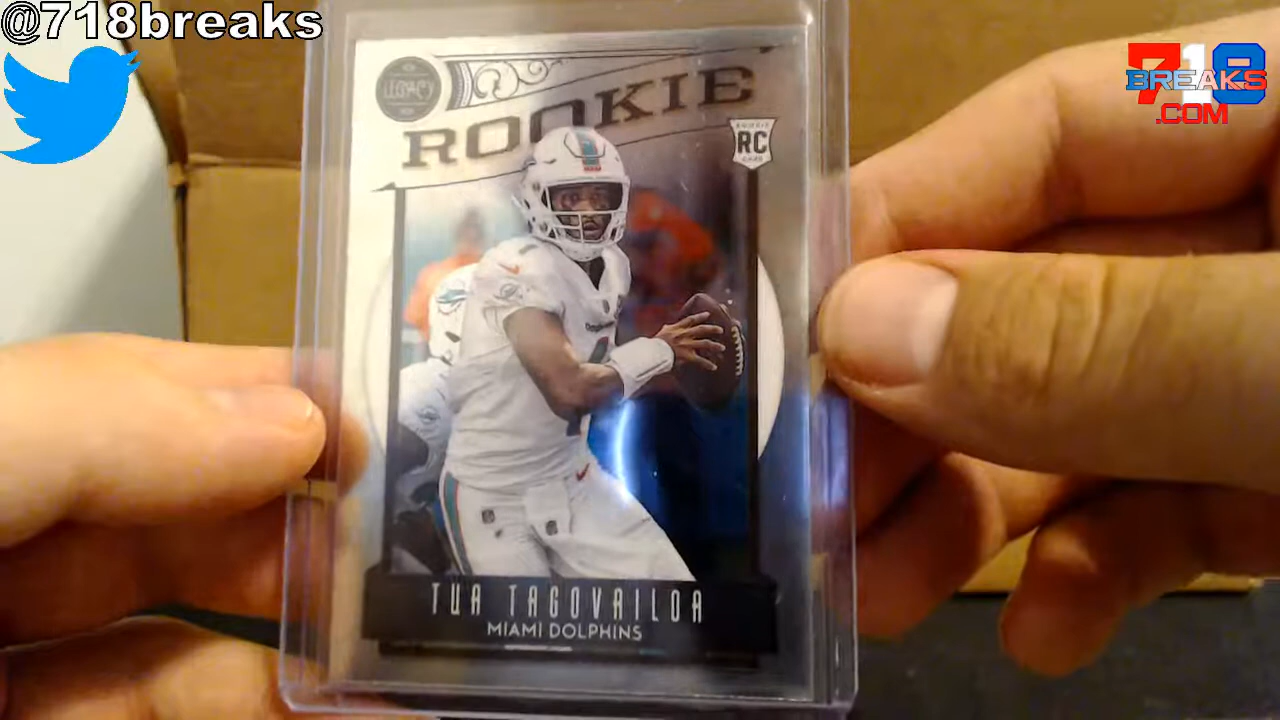 @718breaks
718
BREAKS
.COM
LEGACY
ROOKIE
RC
TUA TAGOVAILOA
MIAMI DOLPHINS